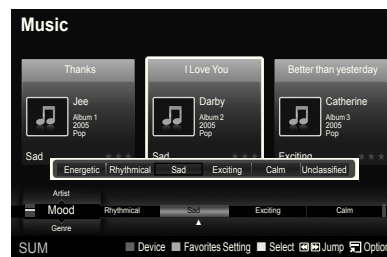 Music
Thanks
I Love You
Better than yesterday
Jee
Album 1
2005
Pop
Darby
Album 2
2005
Pop
Catherine
Album 3
2005
Pop
Sad
Sad
Exciting
Energetic Rhythmical Sad Exciting Calm Unclassified
Artist
Mood Rhythmical Sad Exciting Calm
Genre
SUM Device Favorites Setting Select Jump Option